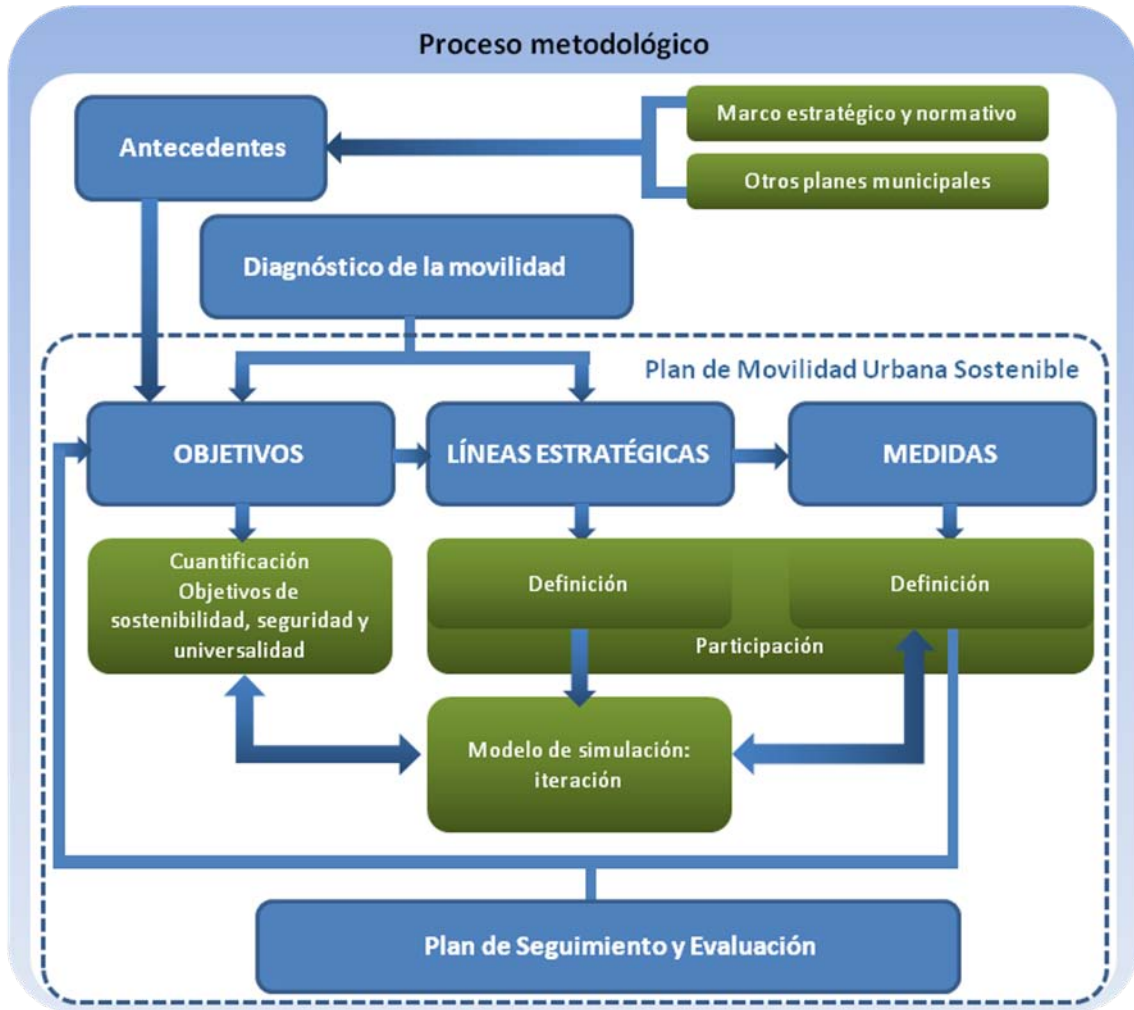 Proceso metodológico
Marco estratégico y normativo
Antecedentes
Otros planes municipales
Diagnóstico de la movilidad
Plan de Movilidad Urbana Sostenible
OBJETIVOS
LÍNEAS ESTRATÉGICAS
MEDIDAS
Cuantificación
Objetivos de
sostenibilidad, seguridad y
universalidad
Definición
Definición
Participación
Modelo de simulación:
iteración
Plan de Seguimiento y Evaluación